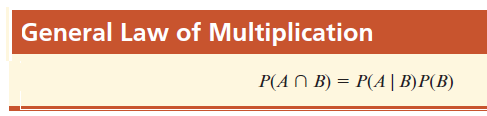 General Law of Multiplication
P(A ∩ B) = P(A | B)P(B)